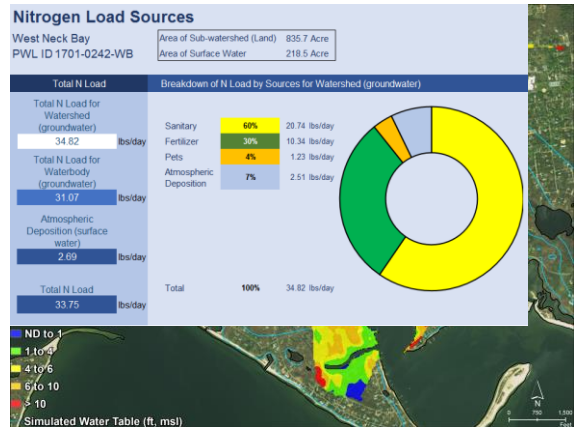 Nitrogen Load Sources
West Neck Bay
PWL ID 1701-0242-WB
Area of Sub-watershed (Land) 835.7 Acre
Area of Surface Water 218.5 Acre
Total N Load
Breakdown of N Load by Sources for Watershed (groundwater)
Total N Load for
Watershed
(groundwater)
34.82 lbs/day
Total N Load for
Waterbody
(groundwater)
31.07 lbs/day
Atmospheric
Deposition (surface
water)
2.69 lbs/day
Total N Load
33.75 lbs/day
Sanitary 60% 20.74 lbs/day
Fertilizer 30% 10.34 lbs/day
Pets 4% 1.23 lbs/day
Atmospheric
Deposition 7% 2.51 lbs/day
Total 100% 34.82 lbs/day
ND to 1
1 to 4
4 to 6
6 to 10
> 10
Simulated Water Table (ft, msl)
N
0 750 1,500
Feet